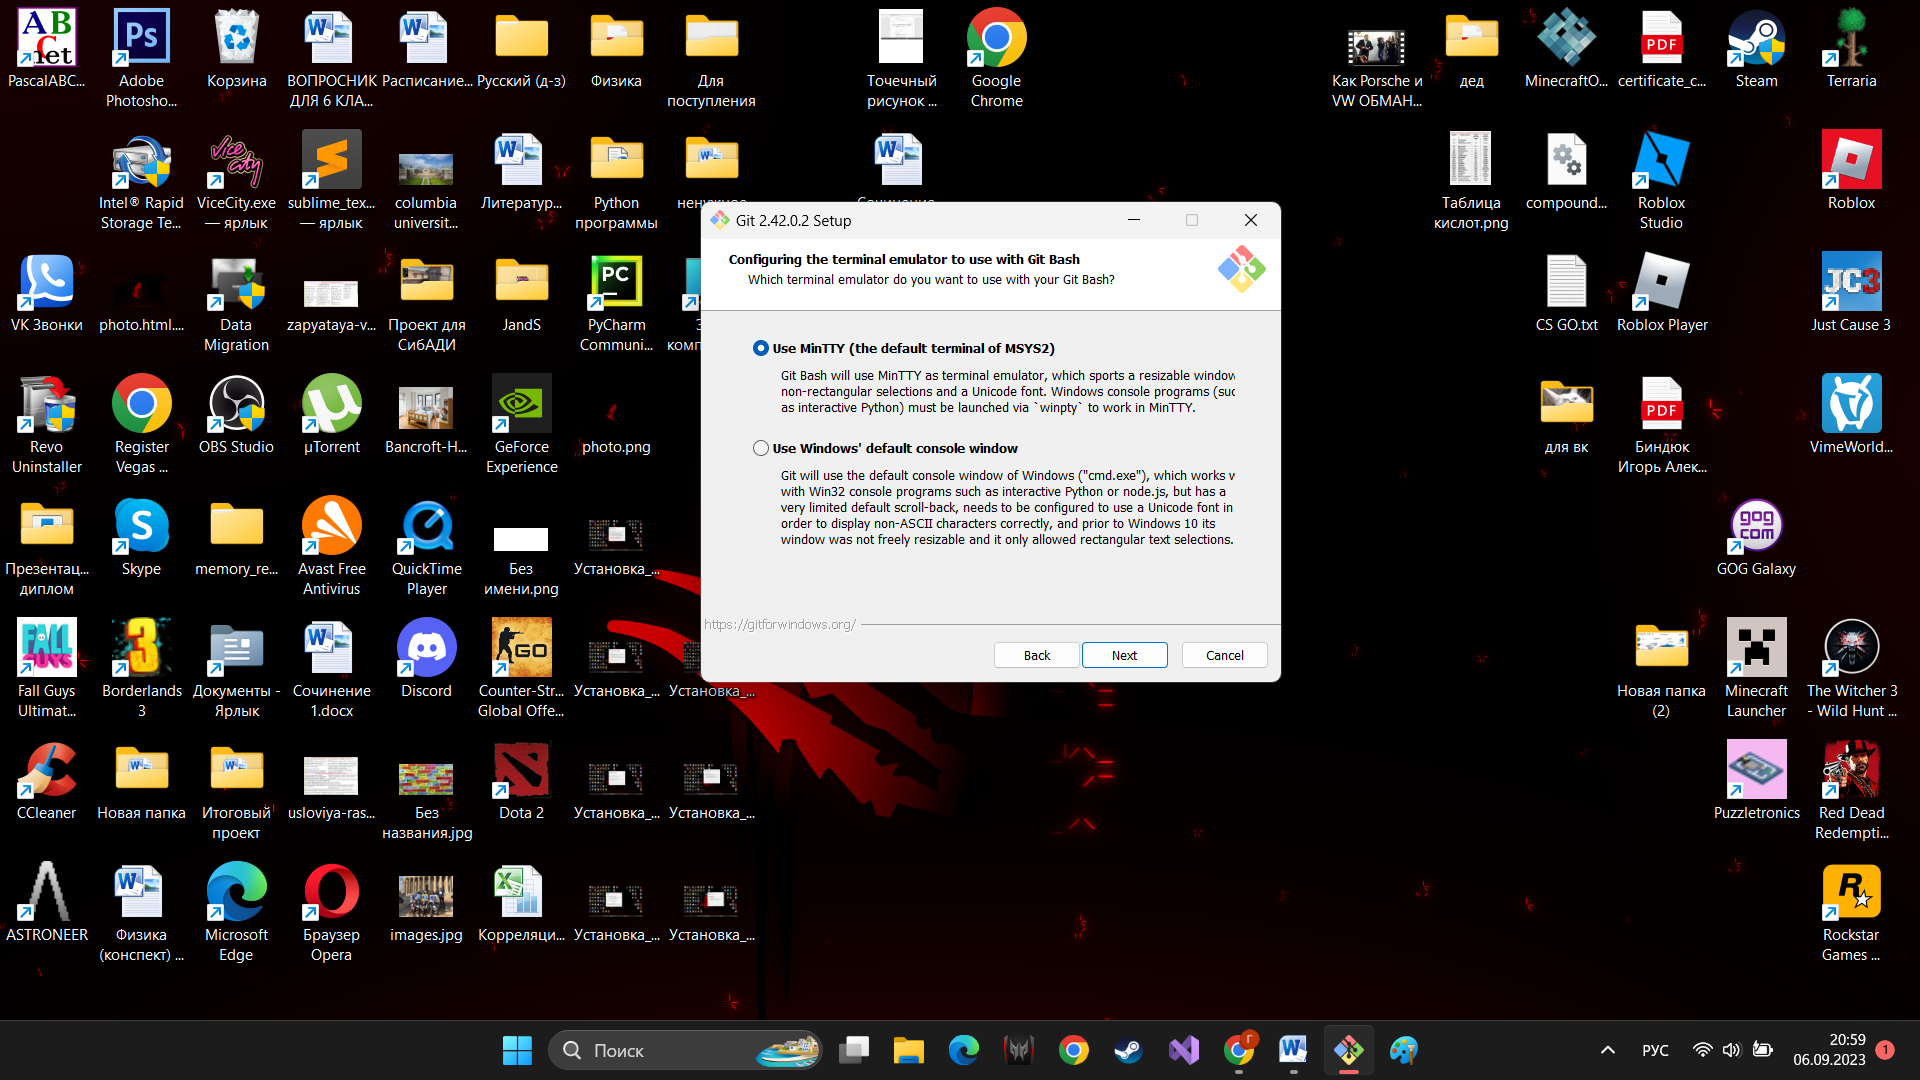 PascalABC...
Adobe
Photosho...
Корзина
ВОПРОСНИК
ДЛЯ 6 КЛА...
Расписание...
Русский (д-з)
Физика
Для
поступления
Точечный
рисунок ...
Google
Chrome
Как Porsche и
VW ОБМАН...
дед
MinecraftO...
certificate_c...
Steam
Terraria
Intel® Rapid
Storage Te...
ViceCity.exe
— ярлык
sublime_tex...
— ярлык
columbia
universit...
Литератур...
Python
программы
Таблица
кислот.png
compound...
Roblox
Studio
Roblox
Git 2.42.0.2 Setup
Configuring the terminal emulator to use with Git Bash
Which terminal emulator do you want to use with your Git Bash?
Use MinTTY (the default terminal of MSYS2)
Git Bash will use MinTTY as terminal emulator, which sports a resizable window
non-rectangular selections and a Unicode font. Windows console programs (suc
as interactive Python) must be launched via `winpty` to work in MinTTY.
Use Windows' default console window
Git will use the default console window of Windows ("cmd.exe"), which works w
with Win32 console programs such as interactive Python or node.js, but has a
very limited default scroll-back, needs to be configured to use a Unicode font in
order to display non-ASCII characters correctly, and prior to Windows 10 its
window was not freely resizable and it only allowed rectangular text selections.
https://gitforwindows.org/
Back
Next
Cancel
VK Звонки
photo.html....
Data
Migration
zapyataya-v...
Проект для
СибАДИ
JandS
PyCharm
Communi...
CS GO.txt
Roblox Player
Just Cause 3
Revo
Uninstaller
Register
Vegas ...
OBS Studio
µTorrent
Bancroft-H...
GeForce
Experience
photo.png
для вк
Биндюк
Игорь Алек...
VimeWorld...
Презентац...
диплом
Skype
memory_re...
Avast Free
Antivirus
QuickTime
Player
Без
имени.png
Установка_...
GOG Galaxy
Fall Guys
Ultimat...
Borderlands
3
Документы -
Ярлык
Сочинение
1.docx
Discord
Counter-Str...
Global Offe...
Установка_...
Установка_...
Новая папка
(2)
Minecraft
Launcher
The Witcher 3
- Wild Hunt ...
CCleaner
Новая папка
Итоговый
проект
usloviya-ras...
Без
названия.jpg
Dota 2
Установка_...
Установка_...
Puzzletronics
Red Dead
Redempti...
ASTRONEER
Физика
(конспект) ...
Microsoft
Edge
Браузер
Opera
images.jpg
Корреляци...
Установка_...
Установка_...
Rockstar
Games ...
Поиск
РУС
20:59
06.09.2023
1